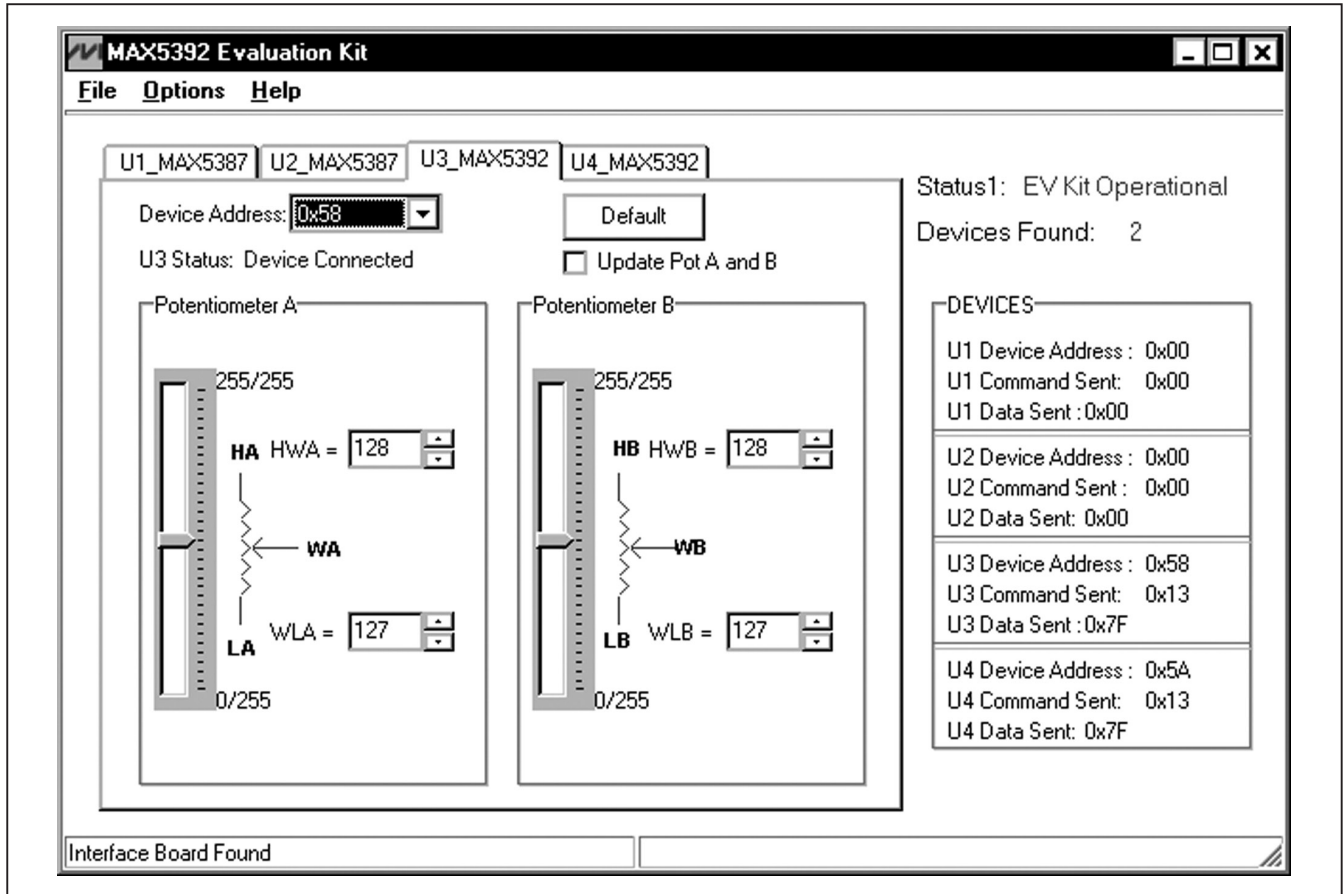 MAX5392 Evaluation Kit
File Options Help
U1_MAX5387 U2_MAX5387 U3_MAX5392 U4_MAX5392
Device Address: 0x58
Default
U3 Status: Device Connected
Update Pot A and B
Potentiometer A
255/255
HA HWA = 128
WA
LA WLA = 127
0/255
Potentiometer B
255/255
HB HWB = 128
WB
LB WLB = 127
0/255
Status1: EV Kit Operational
Devices Found: 2
DEVICES
U1 Device Address : 0x00
U1 Command Sent: 0x00
U1 Data Sent : 0x00
U2 Device Address : 0x00
U2 Command Sent : 0x00
U2 Data Sent: 0x00
U3 Device Address : 0x58
U3 Command Sent: 0x13
U3 Data Sent : 0x7F
U4 Device Address : 0x5A
U4 Command Sent: 0x13
U4 Data Sent: 0x7F
Interface Board Found